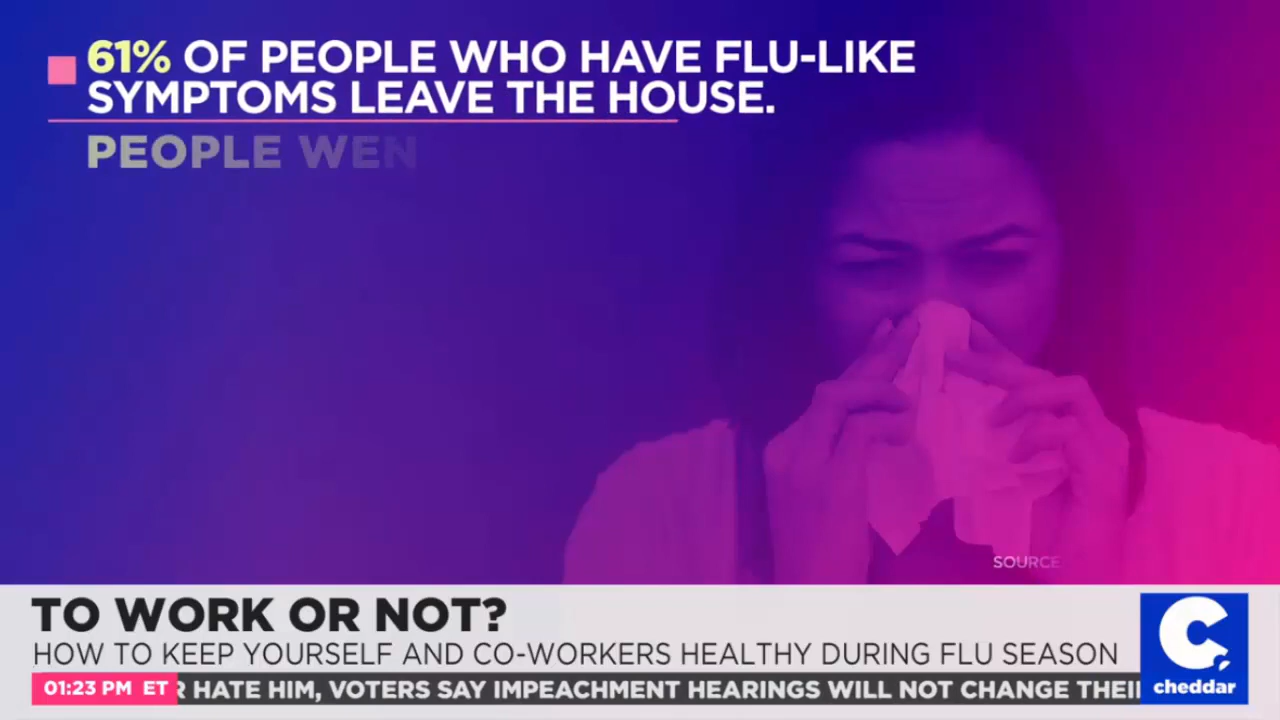 61% OF PEOPLE WHO HAVE FLU-LIKE
SYMPTOMS LEAVE THE HOUSE.
PEOPLE WEN
SOURCE
TO WORK OR NOT?
HOW TO KEEP YOURSELF AND CO-WORKERS HEALTHY DURING FLU SEASON
01:23 PM ET R HATE HIM, VOTERS SAY IMPEACHMENT HEARINGS WILL NOT CHANGE THEI
cheddar